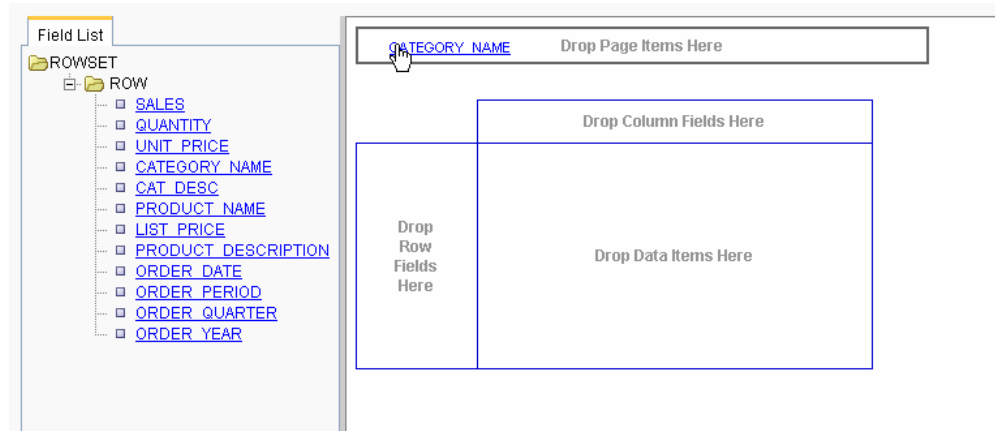 Field List
ROWSET
ROW
SALES
QUANTITY
UNIT_PRICE
CATEGORY_NAME
CAT_DESC
PRODUCT_NAME
LIST_PRICE
PRODUCT_DESCRIPTION
ORDER_DATE
ORDER_PERIOD
ORDER_QUARTER
ORDER_YEAR
CATEGORY_NAME Drop Page Items Here
Drop Column Fields Here
Drop
Row
Fields
Here
Drop Data Items Here